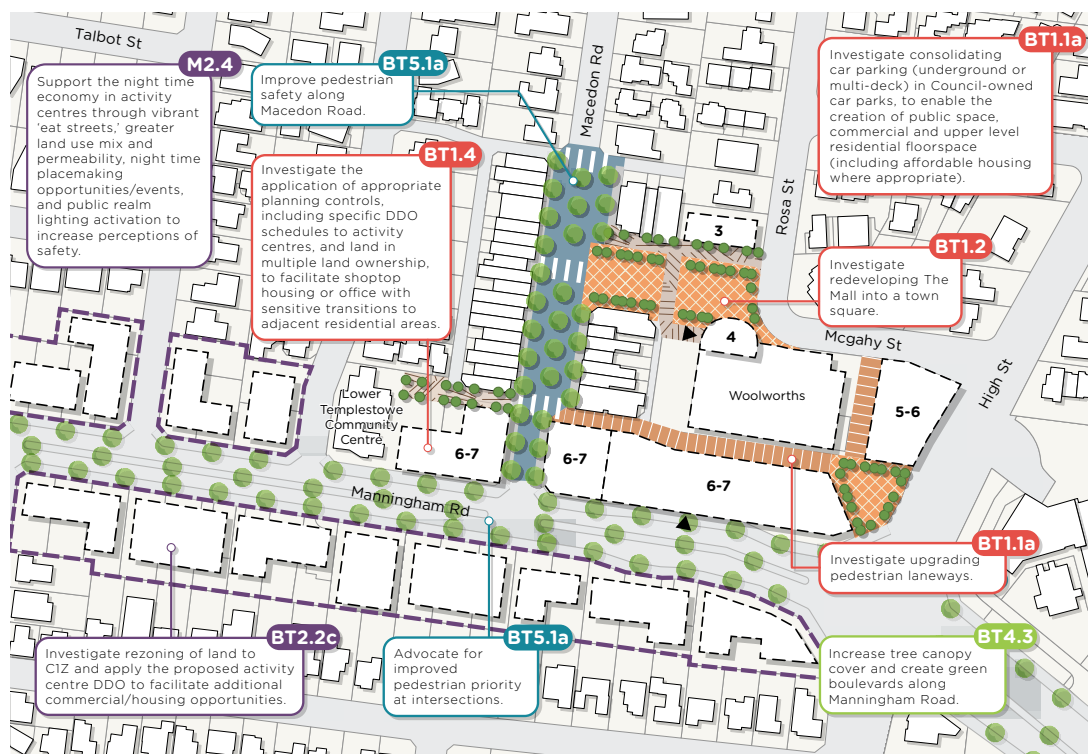 Talbot St
M2.4
Support the night time
economy in activity
centres through vibrant
‘eat streets,’ greater
land use mix and
permeability, night time
placemaking
opportunities/events,
and public realm
lighting activation to
increase perceptions of
safety.
BT5.1a
Improve pedestrian
safety along
Macedon Road.
BT1.4
Investigate the
application of appropriate
planning controls,
including specific DDO
schedules to activity
centres, and land in
multiple land ownership,
to facilitate shoptop
housing or office with
sensitive transitions to
adjacent residential areas.
Macedon Rd
Rosa St
BT1.1a
Investigate consolidating
car parking (underground or
multi-deck) in Council-owned
car parks, to enable the
creation of public space,
commercial and upper level
residential floorspace
(including affordable housing
where appropriate).
3
BT1.2
Investigate
redeveloping The
Mall into a town
square.
4
Mcgahy St
High St
Woolworths
5-6
Lower
Templestowe
Community
Centre
6-7
6-7
6-7
Manningham Rd
BT1.1a
Investigate upgrading
pedestrian laneways.
BT2.2c
Investigate rezoning of land to
C1Z and apply the proposed activity
centre DDO to facilitate additional
commercial/housing opportunities.
BT5.1a
Advocate for
improved
pedestrian priority
at intersections.
BT4.3
Increase tree canopy
cover and create green
boulevards along
Manningham Road.